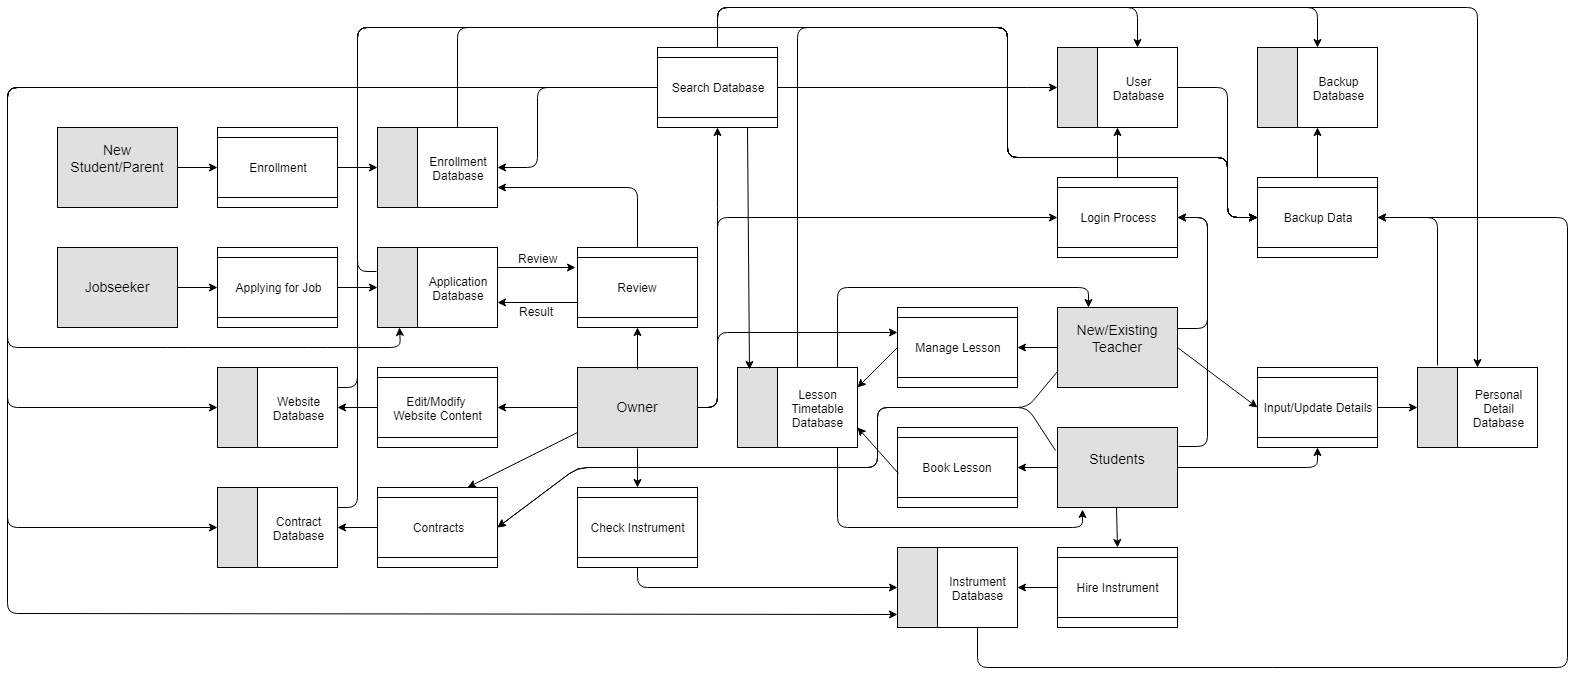 Search Database
User
Database
Backup
Database
New
Student/Parent
Enrollment
Enrollment
Database
Login Process
Backup Data
Jobseeker
Applying for Job
Application
Database
Review
Result
Review
New/Existing
Teacher
Manage Lesson
Website
Database
Edit/Modify
Website Content
Owner
Lesson
Timetable
Database
Input/Update Details
Personal
Detail
Database
Book Lesson
Students
Contract
Database
Contracts
Check Instrument
Instrument
Database
Hire Instrument